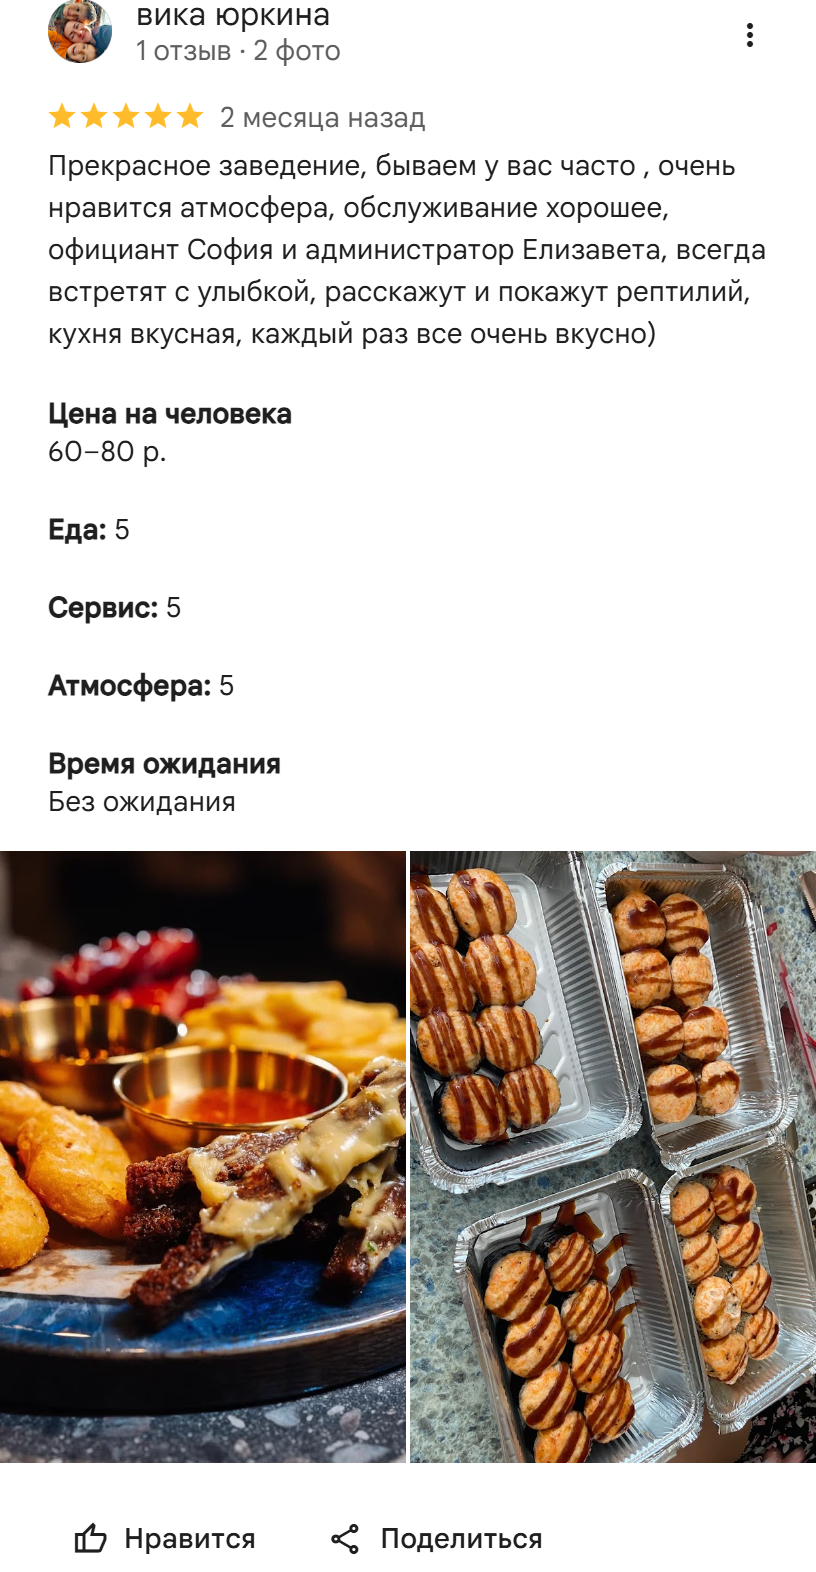 вика юркина
1 отзыв · 2 фото
2 месяца назад
Прекрасное заведение, бываем у вас часто , очень
нравится атмосфера, обслуживание хорошее,
официант София и администратор Елизавета, всегда
встретят с улыбкой, расскажут и покажут рептилий,
кухня вкусная, каждый раз все очень вкусно)
Цена на человека
60–80 р.
Еда: 5
Сервис: 5
Атмосфера: 5
Время ожидания
Без ожидания
Нравится
Поделиться